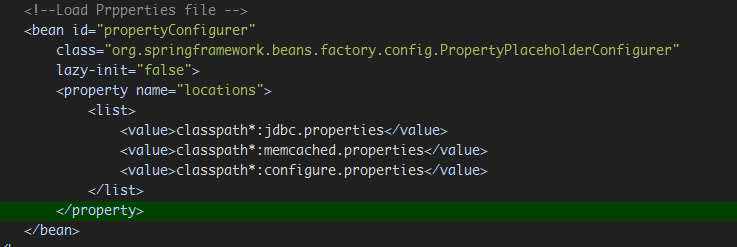 <!--Load Prpperties file -->
<bean id="propertyConfigurer"
class="org.springframework.beans.factory.config.PropertyPlaceholderConfigurer"
lazy-init="false">
<property name="locations">
<list>
<value>classpath*:jdbc.properties</value>
<value>classpath*:memcached.properties</value>
<value>classpath*:configure.properties</value>
</list>
</property>
</bean>